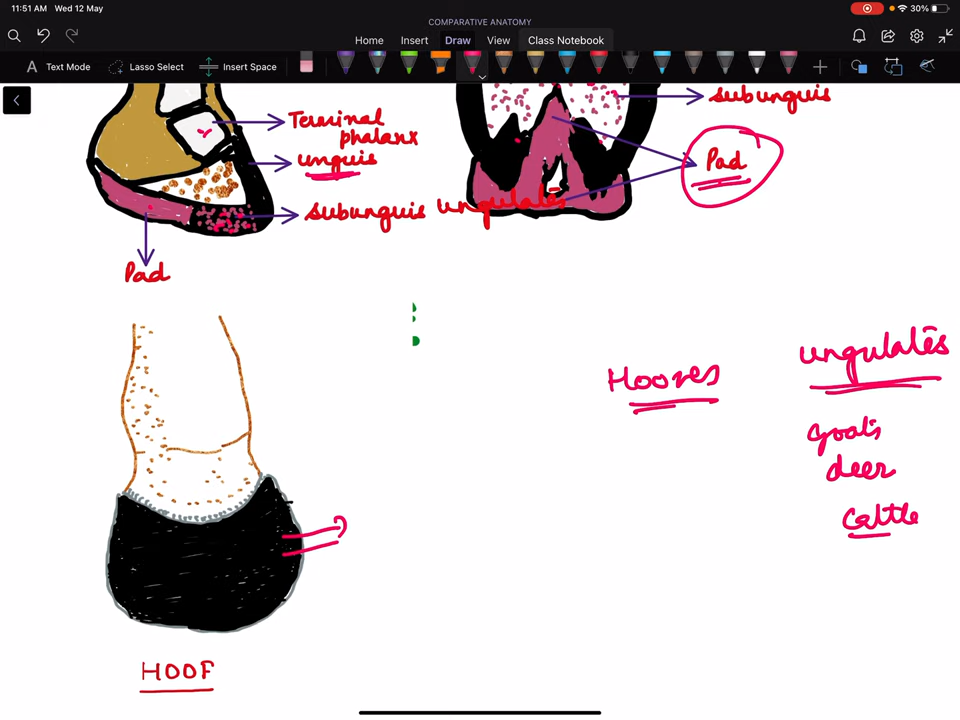 11:51 AM Wed 12 May
30%
COMPARATIVE ANATOMY
Home Insert Draw View Class Notebook
Text Mode Lasso Select Insert Space
Terminal phalanx
unguis
subunguis
Pad
subunguis
Pad
ungulates
Hooves
ungulates
goats
deer
cattle
HOOF